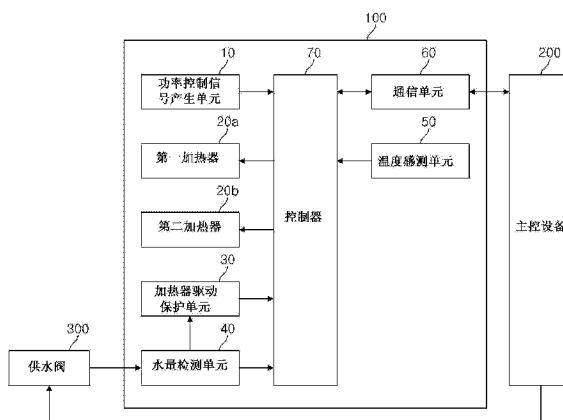 100
10
70
60
200
功率控制信
号产生单元
通信单元
20a
50
第一加热器
温度感测单元
20b
控制器
主控设备
第二加热器
30
加热器驱动
保护单元
300
40
供水阀
水量检测单元